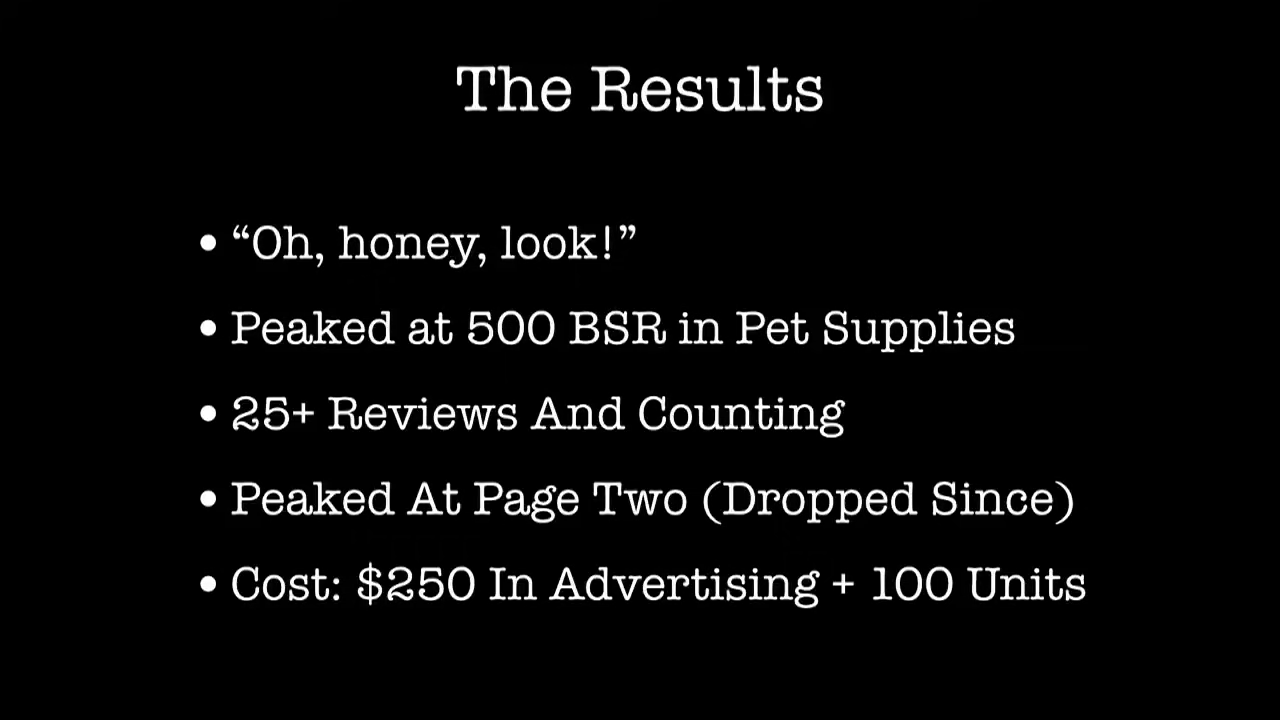 The Results
• “Oh, honey, look!”
• Peaked at 500 BSR in Pet Supplies
• 25+ Reviews And Counting
• Peaked At Page Two (Dropped Since)
• Cost: $250 In Advertising + 100 Units